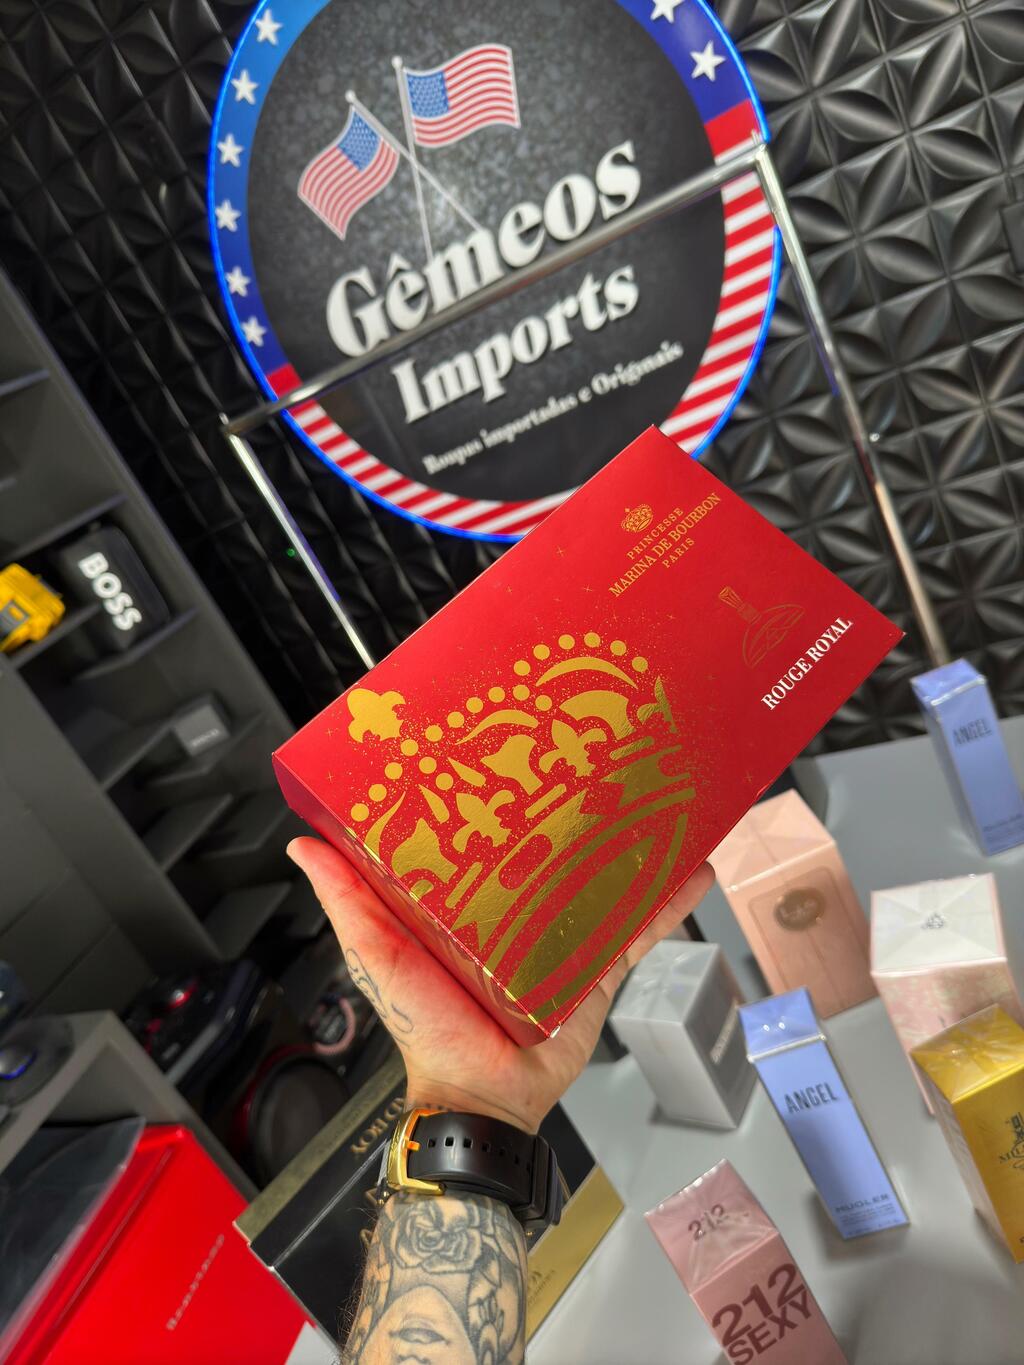 Gêmeos
Imports
Roupas importadas e Originais
PRINCESSE
MARINA DE BOURBON
PARIS
ROUGE ROYAL
BOSS
ANGEL
ANGEL
MUGLER
212
212
SEXY